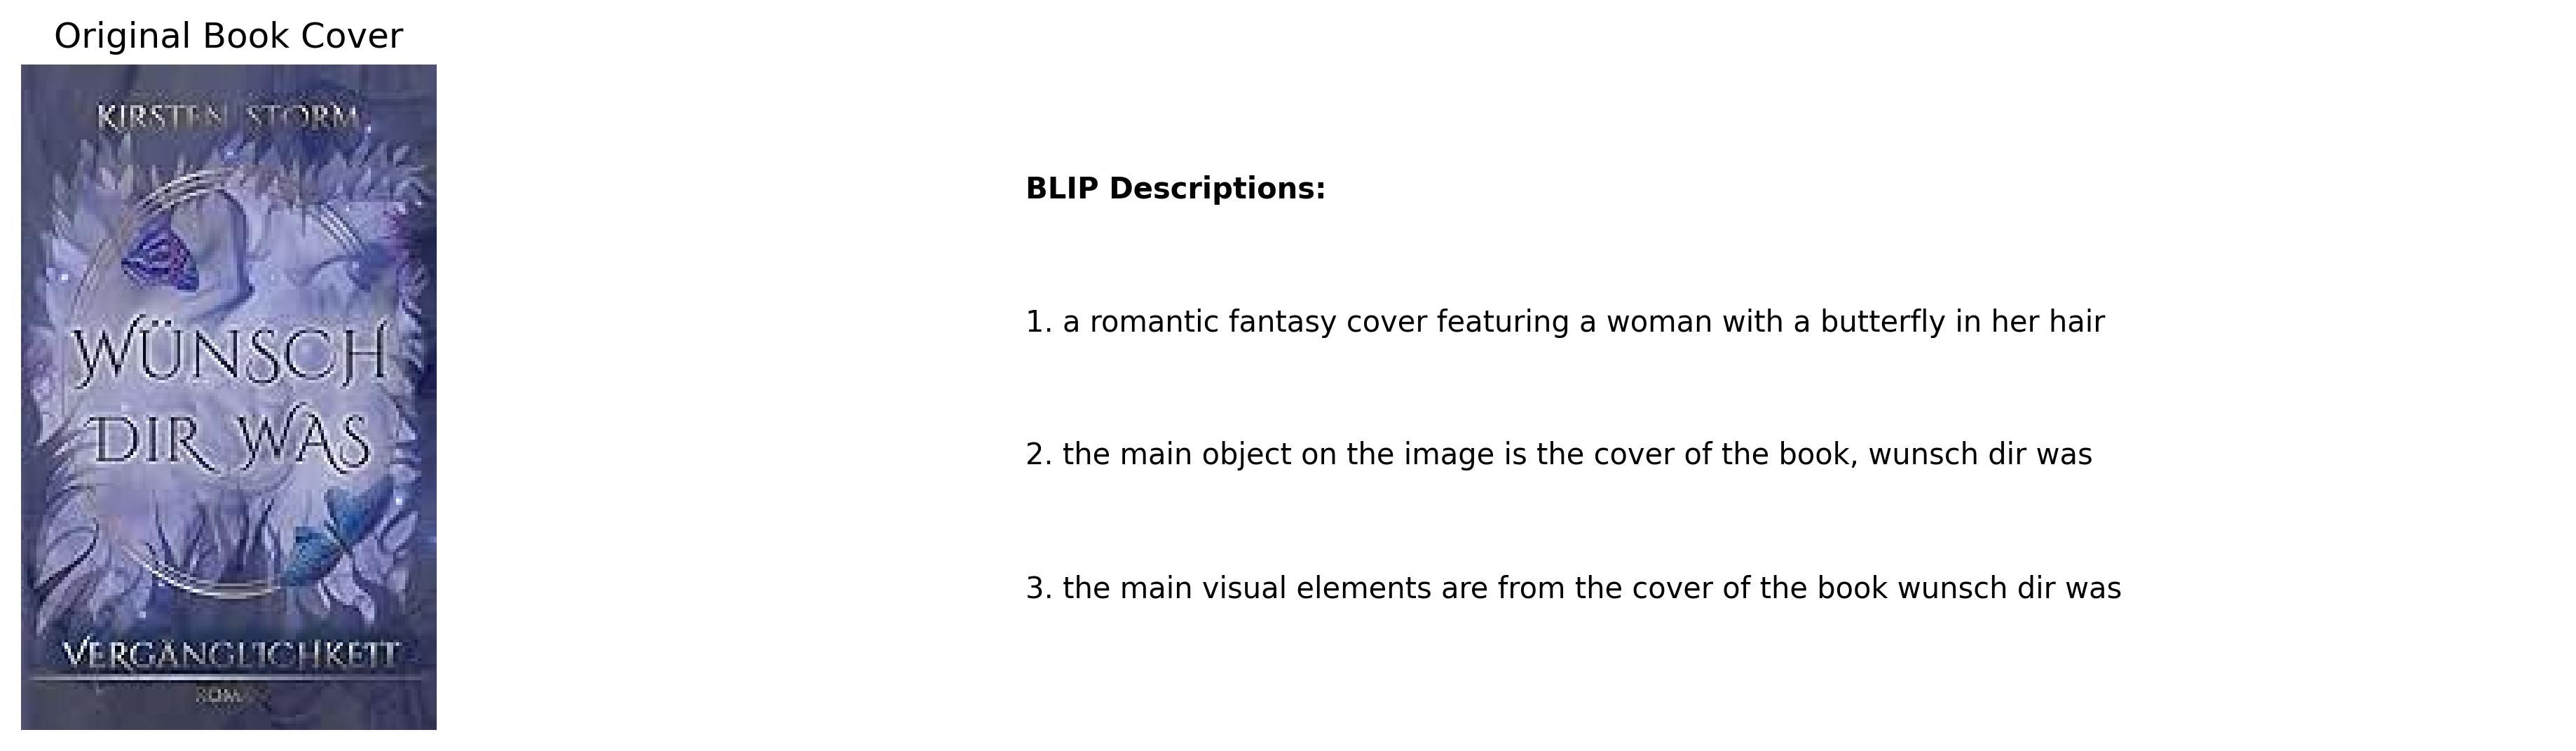 Original Book Cover
KIRSTEN STORM
WÜNSCH
DIR WAS
VERGÄNGLICHKEIT
ROMAN
BLIP Descriptions:
1. a romantic fantasy cover featuring a woman with a butterfly in her hair
2. the main object on the image is the cover of the book, wunsch dir was
3. the main visual elements are from the cover of the book wunsch dir was